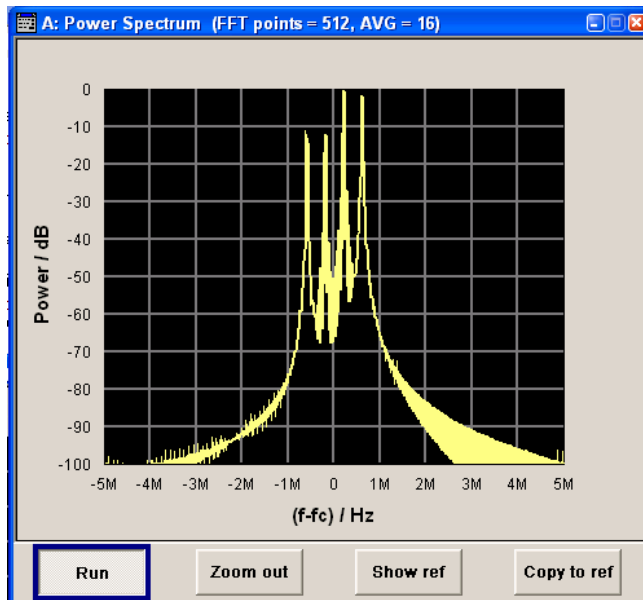 A: Power Spectrum (FFT points = 512, AVG = 16)
0
-10
-20
-30
-40
-50
-60
-70
-80
-90
-100
Power / dB
-5M -4M -3M -2M -1M 0 1M 2M 3M 4M 5M
(f-fc) / Hz
Run Zoom out Show ref Copy to ref